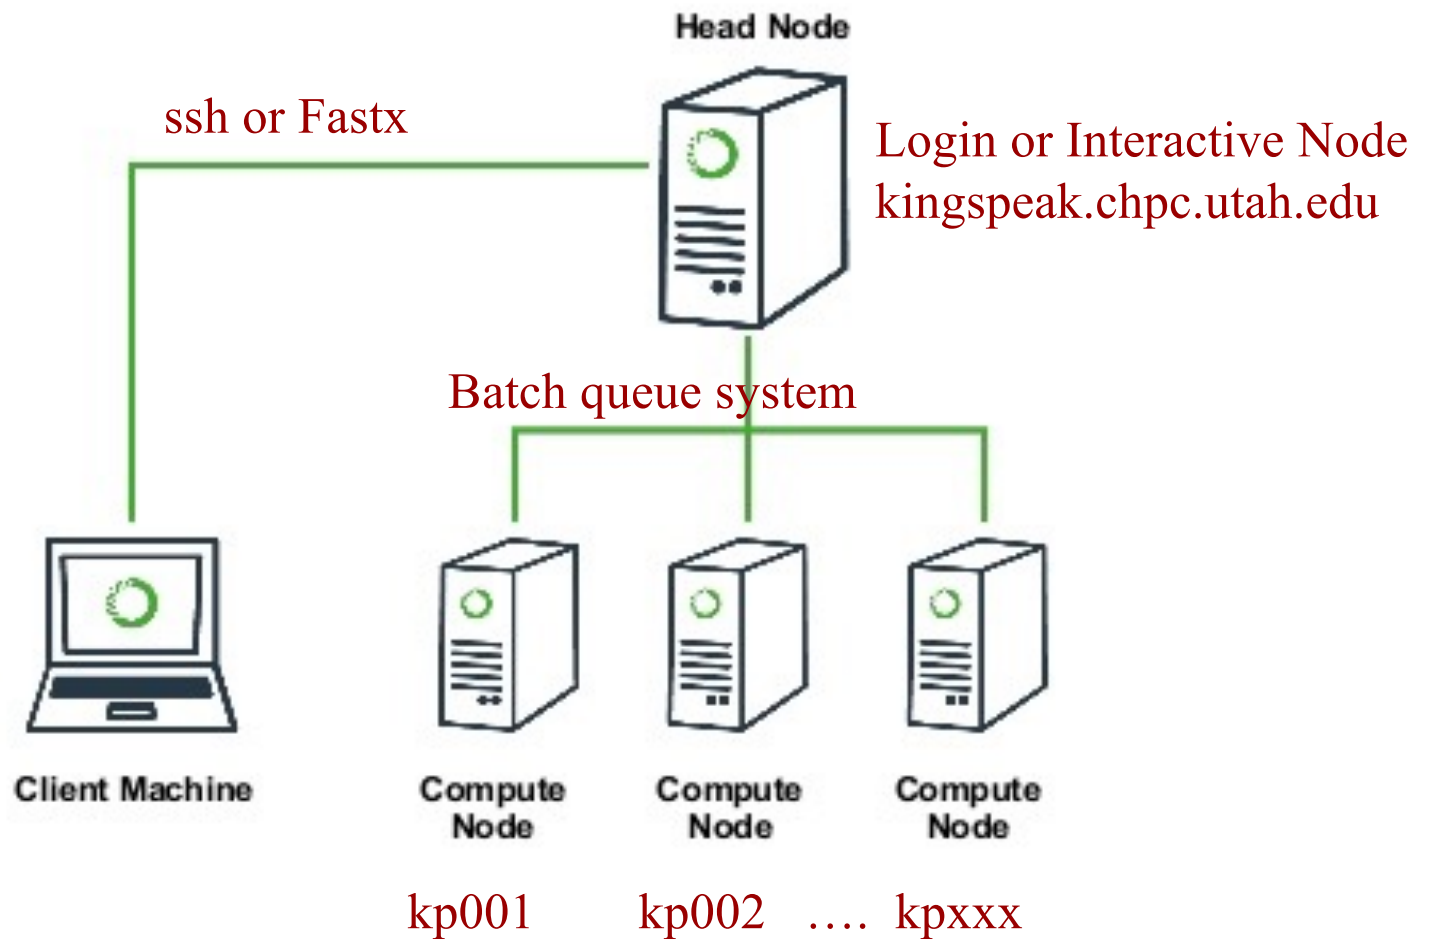 Head Node
ssh or Fastx
Login or Interactive Node
kingspeak.chpc.utah.edu
Batch queue system
Client Machine
Compute
Node
Compute
Node
Compute
Node
kp001
kp002
....
kpxxx